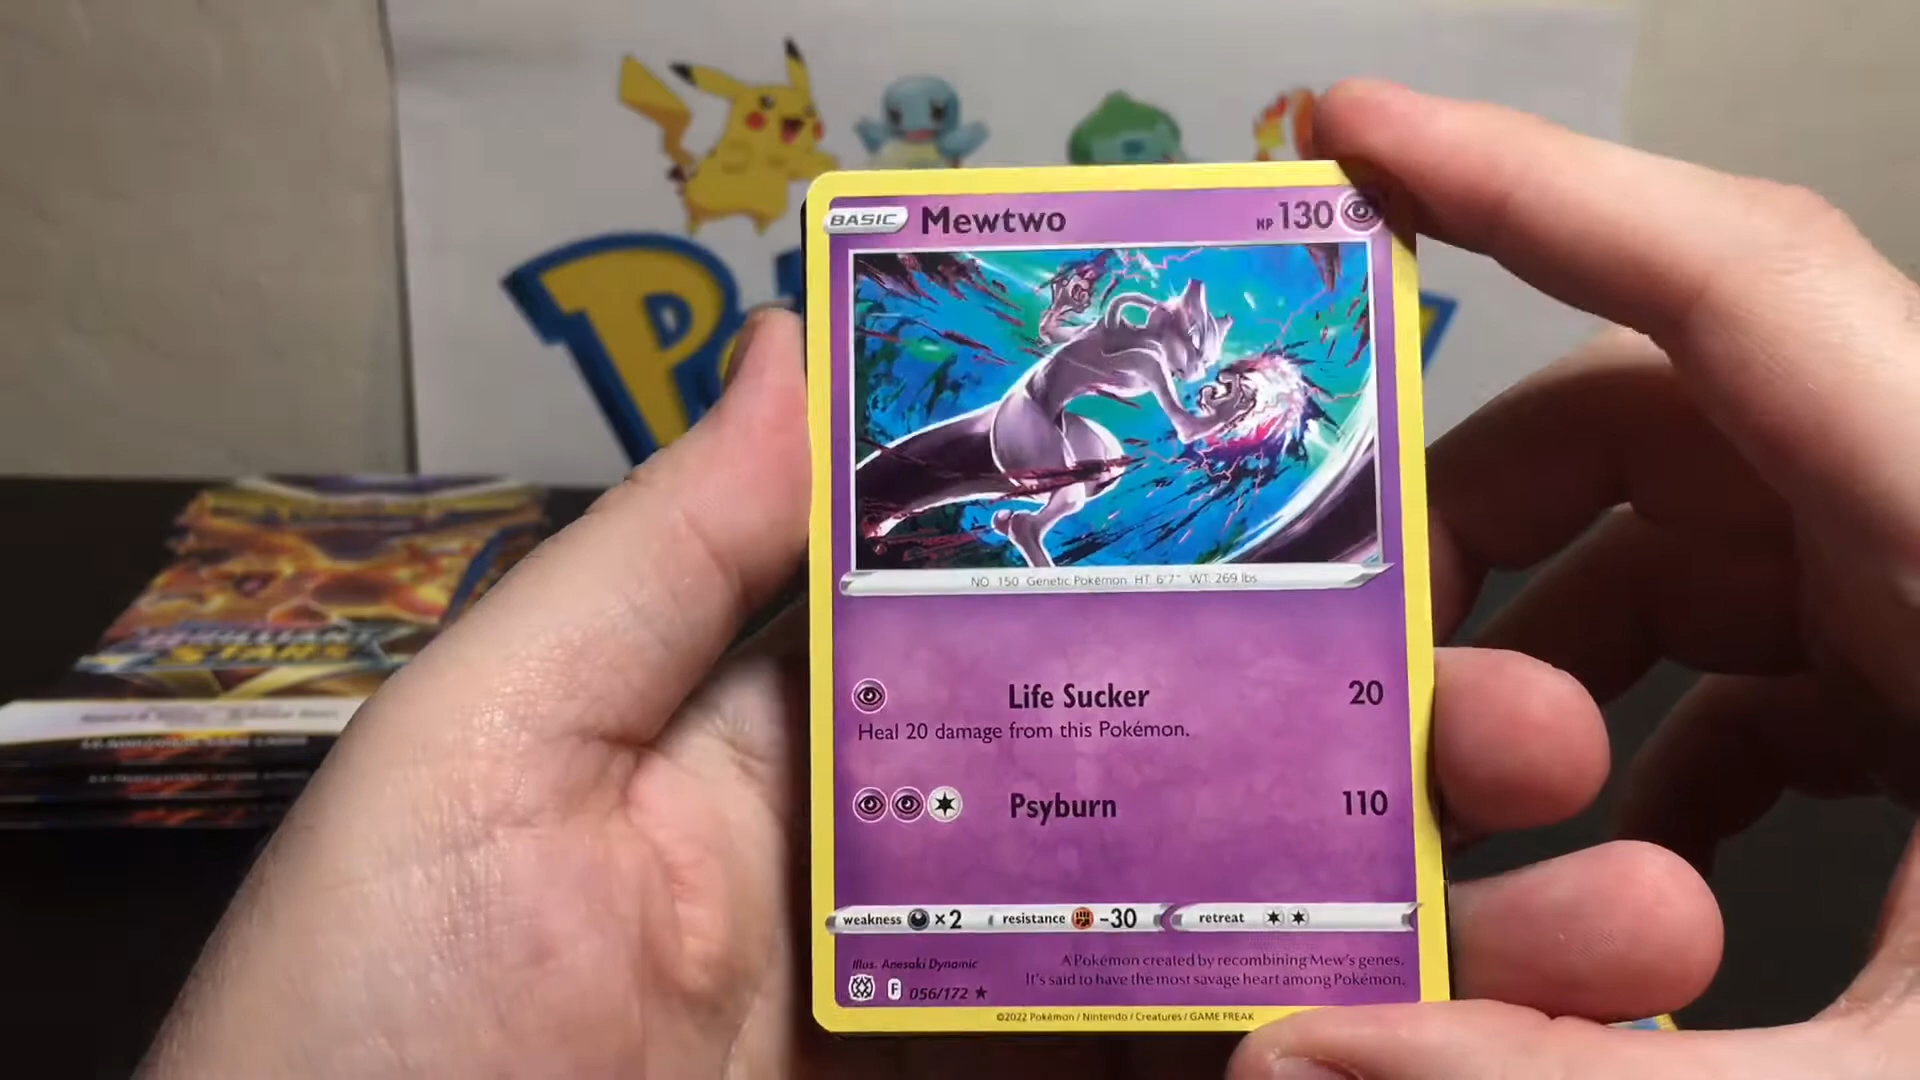 BASIC Mewtwo HP 130
NO. 150 Genetic Pokémon HT: 6'7" WT: 269 lbs
Life Sucker 20
Heal 20 damage from this Pokémon.
Psyburn 110
weakness ×2 resistance -30 retreat
Illus. Anesaki Dynamic
A Pokémon created by recombining Mew's genes.
It's said to have the most savage heart among Pokémon.
F 056/172 ★
©2022 Pokémon / Nintendo / Creatures / GAME FREAK
BRILLIANT
STARS